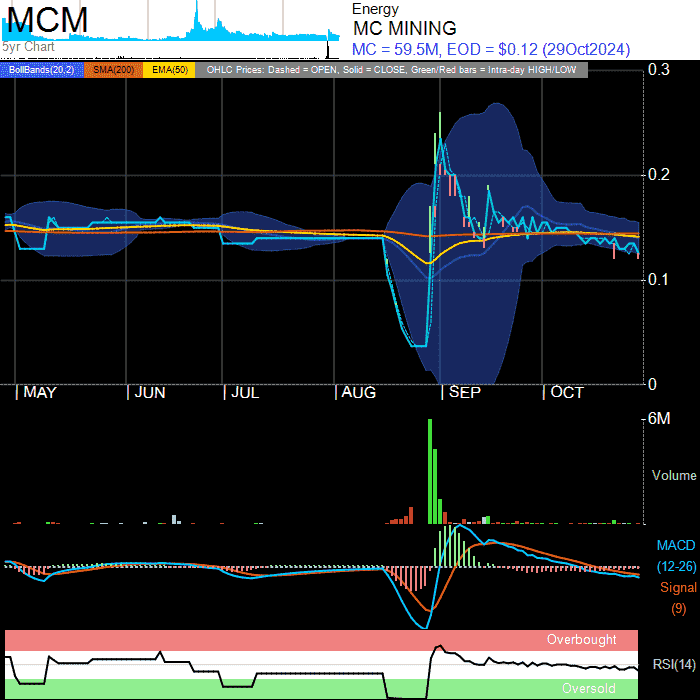 MCM
5yr Chart
Energy
MC MINING
MC = 59.5M, EOD = $0.12 (29Oct2024)
BollBands(20,2) SMA(200) EMA(50) OHLC Prices: Dashed = OPEN, Solid = CLOSE, Green/Red bars = Intra-day HIGH/LOW
0.3
0.2
0.1
0
MAY JUN JUL AUG SEP OCT
6M
Volume
MACD
(12-26)
Signal
(9)
Overbought
RSI(14)
Oversold